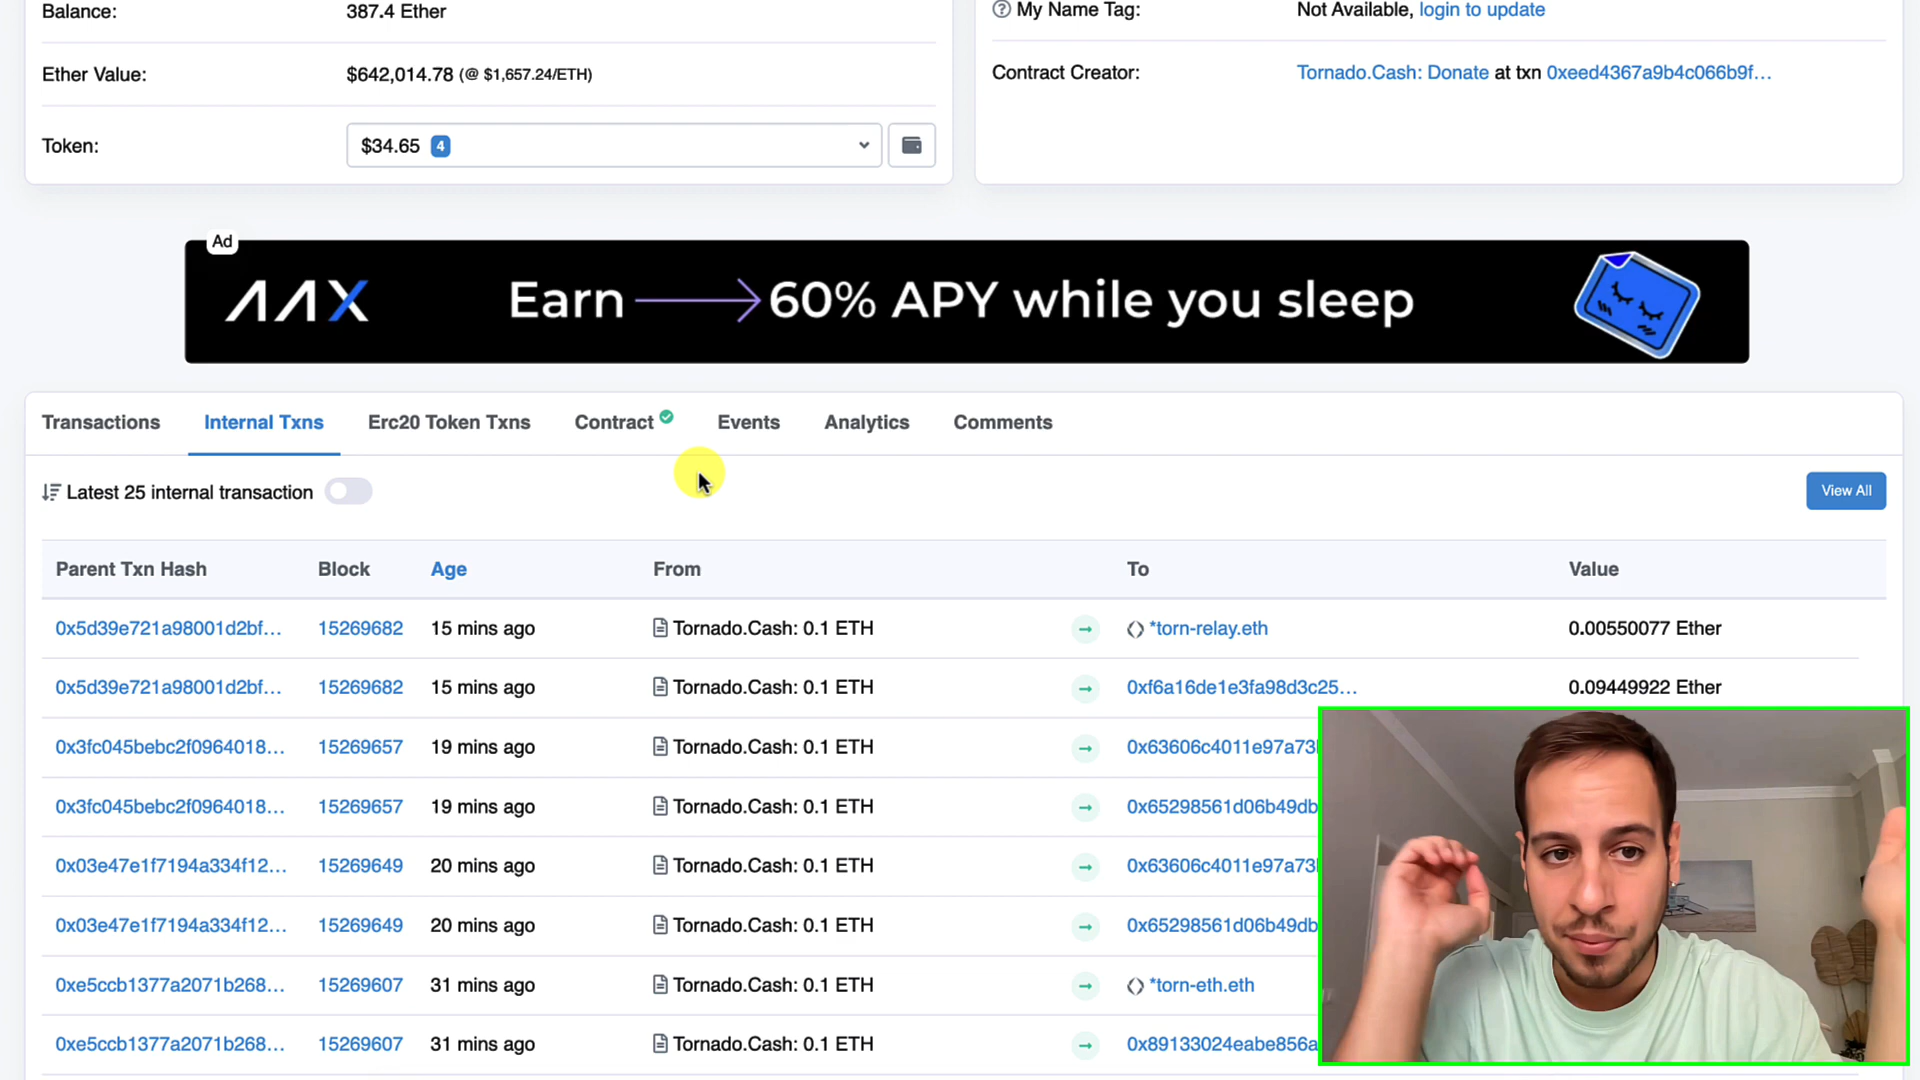 Balance: 387.4 Ether
My Name Tag: Not Available, login to update
Ether Value: $642,014.78 (@ $1,657.24/ETH)
Contract Creator: Tornado.Cash: Donate at txn 0xeed4367a9b4c066b9f...
Token: $34.65 4
Ad
AAX Earn 60% APY while you sleep
Transactions Internal Txns Erc20 Token Txns Contract Events Analytics Comments
Latest 25 internal transaction View All
Parent Txn Hash Block Age From To Value
0x5d39e721a98001d2bf... 15269682 15 mins ago Tornado.Cash: 0.1 ETH *torn-relay.eth 0.00550077 Ether
0x5d39e721a98001d2bf... 15269682 15 mins ago Tornado.Cash: 0.1 ETH 0xf6a16de1e3fa98d3c25... 0.09449922 Ether
0x3fc045bebc2f0964018... 15269657 19 mins ago Tornado.Cash: 0.1 ETH 0x63606c4011e97a73
0x3fc045bebc2f0964018... 15269657 19 mins ago Tornado.Cash: 0.1 ETH 0x65298561d06b49db
0x03e47e1f7194a334f12... 15269649 20 mins ago Tornado.Cash: 0.1 ETH 0x63606c4011e97a73
0x03e47e1f7194a334f12... 15269649 20 mins ago Tornado.Cash: 0.1 ETH 0x65298561d06b49db
0xe5ccb1377a2071b268... 15269607 31 mins ago Tornado.Cash: 0.1 ETH *torn-eth.eth
0xe5ccb1377a2071b268... 15269607 31 mins ago Tornado.Cash: 0.1 ETH 0x89133024eabe856a